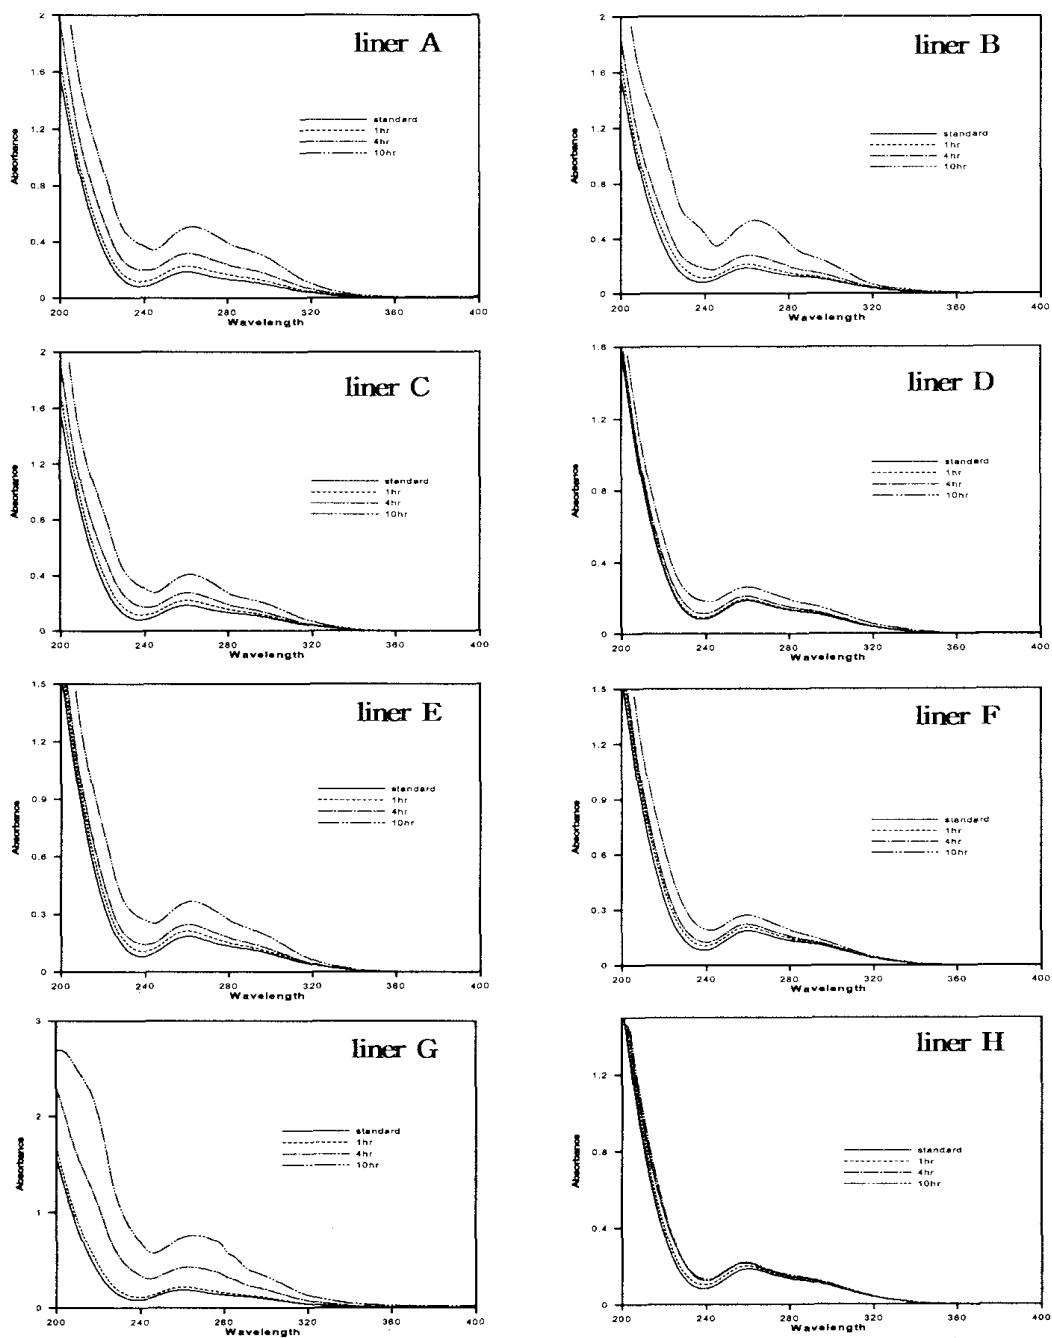 liner A
2
1.6
1.2
0.8
0.4
0
Absorbance
standard
1hr
4hr
10hr
200 240 280 320 360 400
Wavelength
liner B
2
1.6
1.2
0.8
0.4
0
Absorbance
standard
1hr
4hr
10hr
200 240 280 320 360 400
Wavelength
liner C
2
1.6
1.2
0.8
0.4
0
Absorbance
standard
1hr
4hr
10hr
200 240 280 320 360 400
Wavelength
liner D
1.6
1.2
0.8
0.4
0
Absorbance
standard
1hr
4hr
10hr
200 240 280 320 360 400
Wavelength
liner E
1.5
1.2
0.9
0.6
0.3
0
Absorbance
standard
1hr
4hr
10hr
200 240 280 320 360 400
Wavelength
liner F
1.5
1.2
0.9
0.6
0.3
0
Absorbance
standard
1hr
4hr
10hr
200 240 280 320 360 400
Wavelength
liner G
3
2
1
0
Absorbance
standard
1hr
4hr
10hr
200 240 280 320 360 400
Wavelength
liner H
1.2
0.8
0.4
0
Absorbance
standard
1hr
4hr
10hr
200 240 280 320 360 400
Wavelength